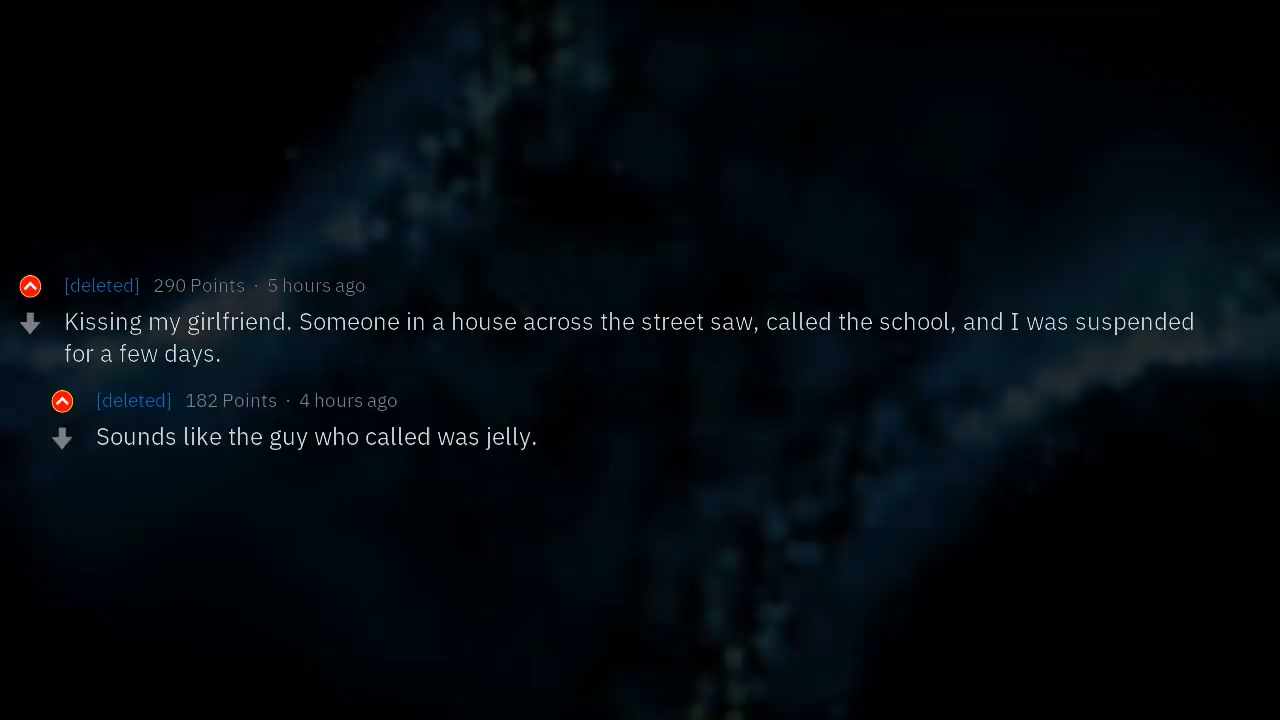 [deleted] 290 Points · 5 hours ago
Kissing my girlfriend. Someone in a house across the street saw, called the school, and I was suspended
for a few days.
[deleted] 182 Points · 4 hours ago
Sounds like the guy who called was jelly.